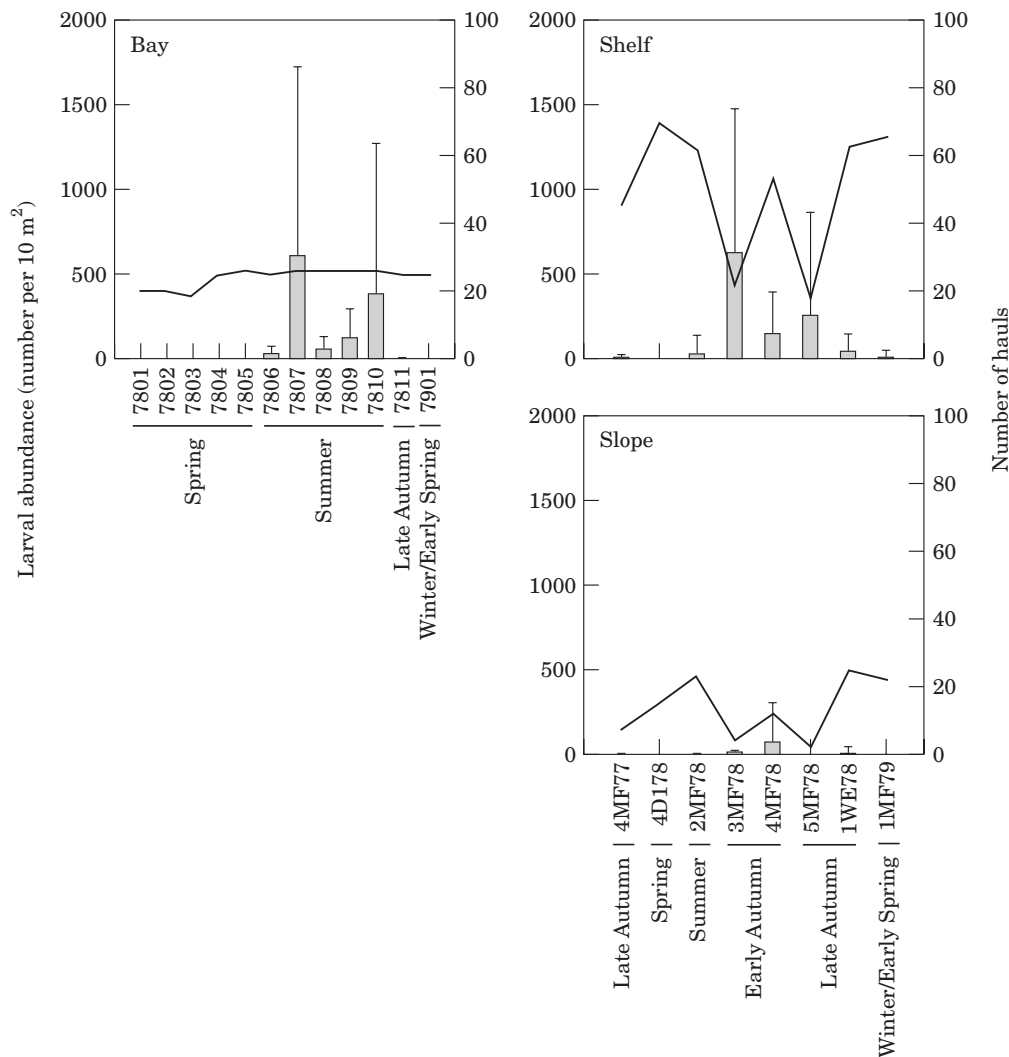 Larval abundance (number per 10 m²)
Bay
2000
1500
1000
500
0
100
80
60
40
20
0
7801
7802
7803
7804
7805
7806
7807
7808
7809
7810
7811
7901
Spring
Summer
Late Autumn
Winter/Early Spring
Shelf
2000
1500
1000
500
0
100
80
60
40
20
0
Number of hauls
Slope
2000
1500
1000
500
0
100
80
60
40
20
0
4MF77
4D178
2MF78
3MF78
4MF78
5MF78
1WE78
1MF79
Late Autumn
Spring
Summer
Early Autumn
Late Autumn
Winter/Early Spring